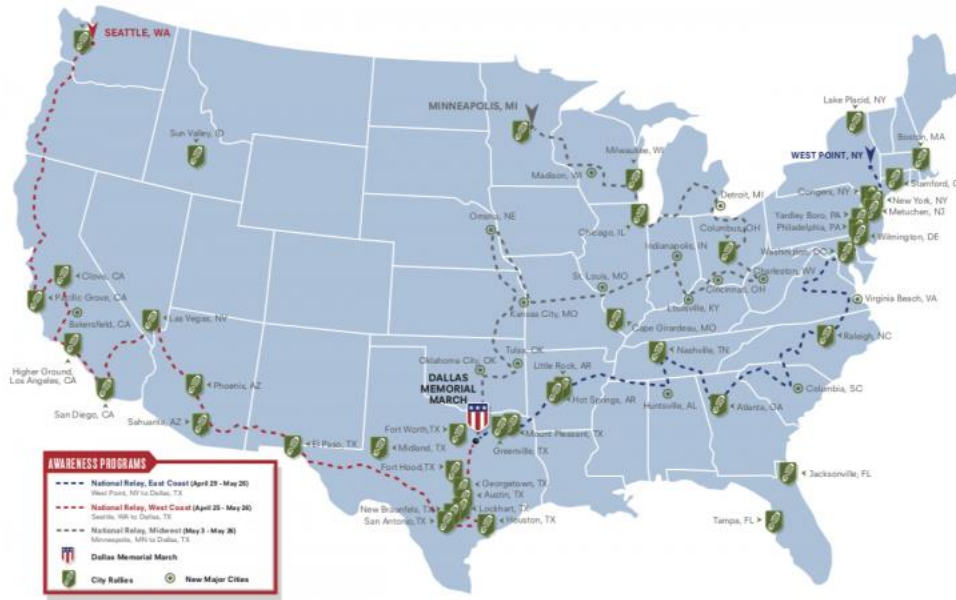 SEATTLE, WA
MINNEAPOLIS, MI
Lake Placid, NY
Sun Valley, ID
Boston, MA
Milwaukee, WI
WEST POINT, NY
Madison, WI
Detroit, MI
Congers, NY
New York, NY
Omaha, NE
Columbus, OH
Yardley Boro, PA
Metuchen, NJ
Chicago, IL
Philadelphia, PA
Indianapolis, IN
Wilmington, DE
Washington, DC
Clovis, CA
St. Louis, MO
Charleston, WV
Cincinnati, OH
Pacific Grove, CA
Louisville, KY
Virginia Beach, VA
Bakersfield, CA
Las Vegas, NV
Kansas City, MO
Cape Girardeau, MO
Raleigh, NC
Nashville, TN
Higher Ground,
Los Angeles, CA
Oklahoma City, OK
Tulsa, OK
Little Rock, AR
DALLAS
MEMORIAL
MARCH
Phoenix, AZ
Columbia, SC
Hot Springs, AR
Huntsville, AL
Atlanta, GA
San Diego, CA
Sahuarita, AZ
Fort Worth, TX
Mount Pleasant, TX
El Paso, TX
Midland, TX
Greenville, TX
Fort Hood, TX
Jacksonville, FL
Georgetown, TX
Austin, TX
New Braunfels, TX
Lockhart, TX
San Antonio, TX
Houston, TX
Tampa, FL
AWARENESS PROGRAMS
National Relay, East Coast (April 29 - May 26)
West Point, NY to Dallas, TX
National Relay, West Coast (April 25 - May 26)
Seattle, WA to Dallas, TX
National Relay, Midwest (May 3 - May 26)
Minneapolis, MN to Dallas, TX
Dallas Memorial March
City Rallies
New Major Cities